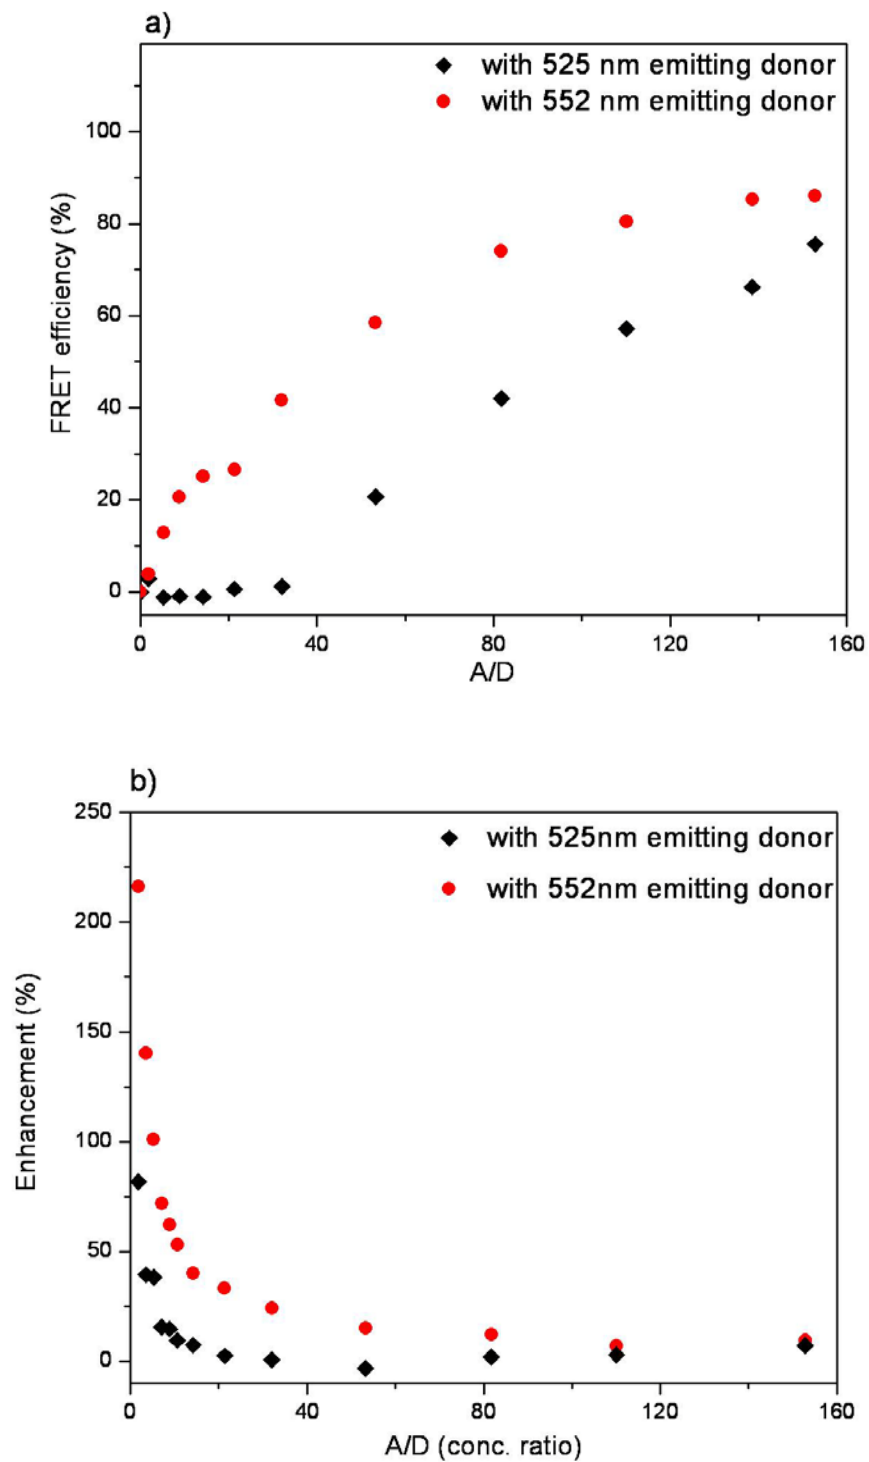 a)
with 525 nm emitting donor
with 552 nm emitting donor
100
80
60
40
20
0
FRET efficiency (%)
0 40 80 120 160
A/D
b)
250
with 525nm emitting donor
with 552nm emitting donor
200
150
100
50
0
Enhancement (%)
0 40 80 120 160
A/D (conc. ratio)